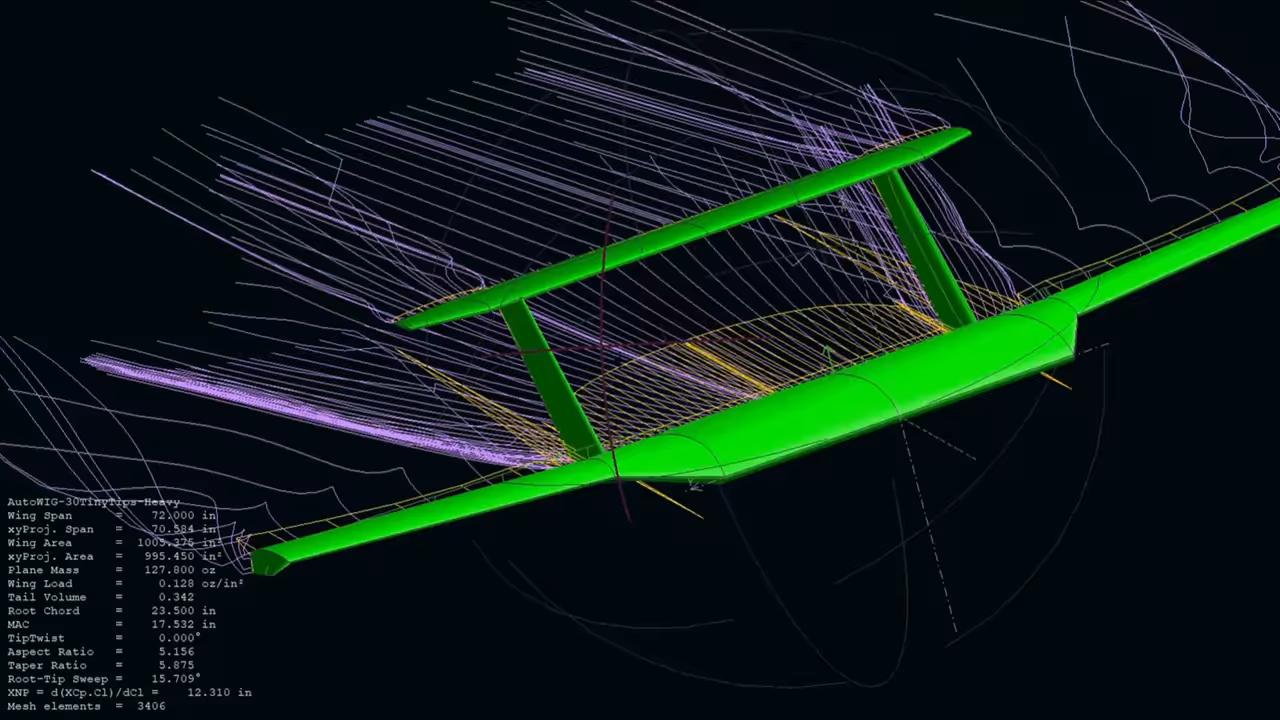 AutoWIG-30TinyTips-Heavy
Wing Span = 72.000 in
xyProj. Span = 70.584 in
Wing Area = 1005.375 in²
xyProj. Area = 995.450 in²
Plane Mass = 127.800 oz
Wing Load = 0.128 oz/in²
Tail Volume = 0.342
Root Chord = 23.500 in
MAC = 17.532 in
TipTwist = 0.000°
Aspect Ratio = 5.156
Taper Ratio = 5.875
Root-Tip Sweep = 15.709°
XNP = d(XCp.Cl)/dCl = 12.310 in
Mesh elements = 3406